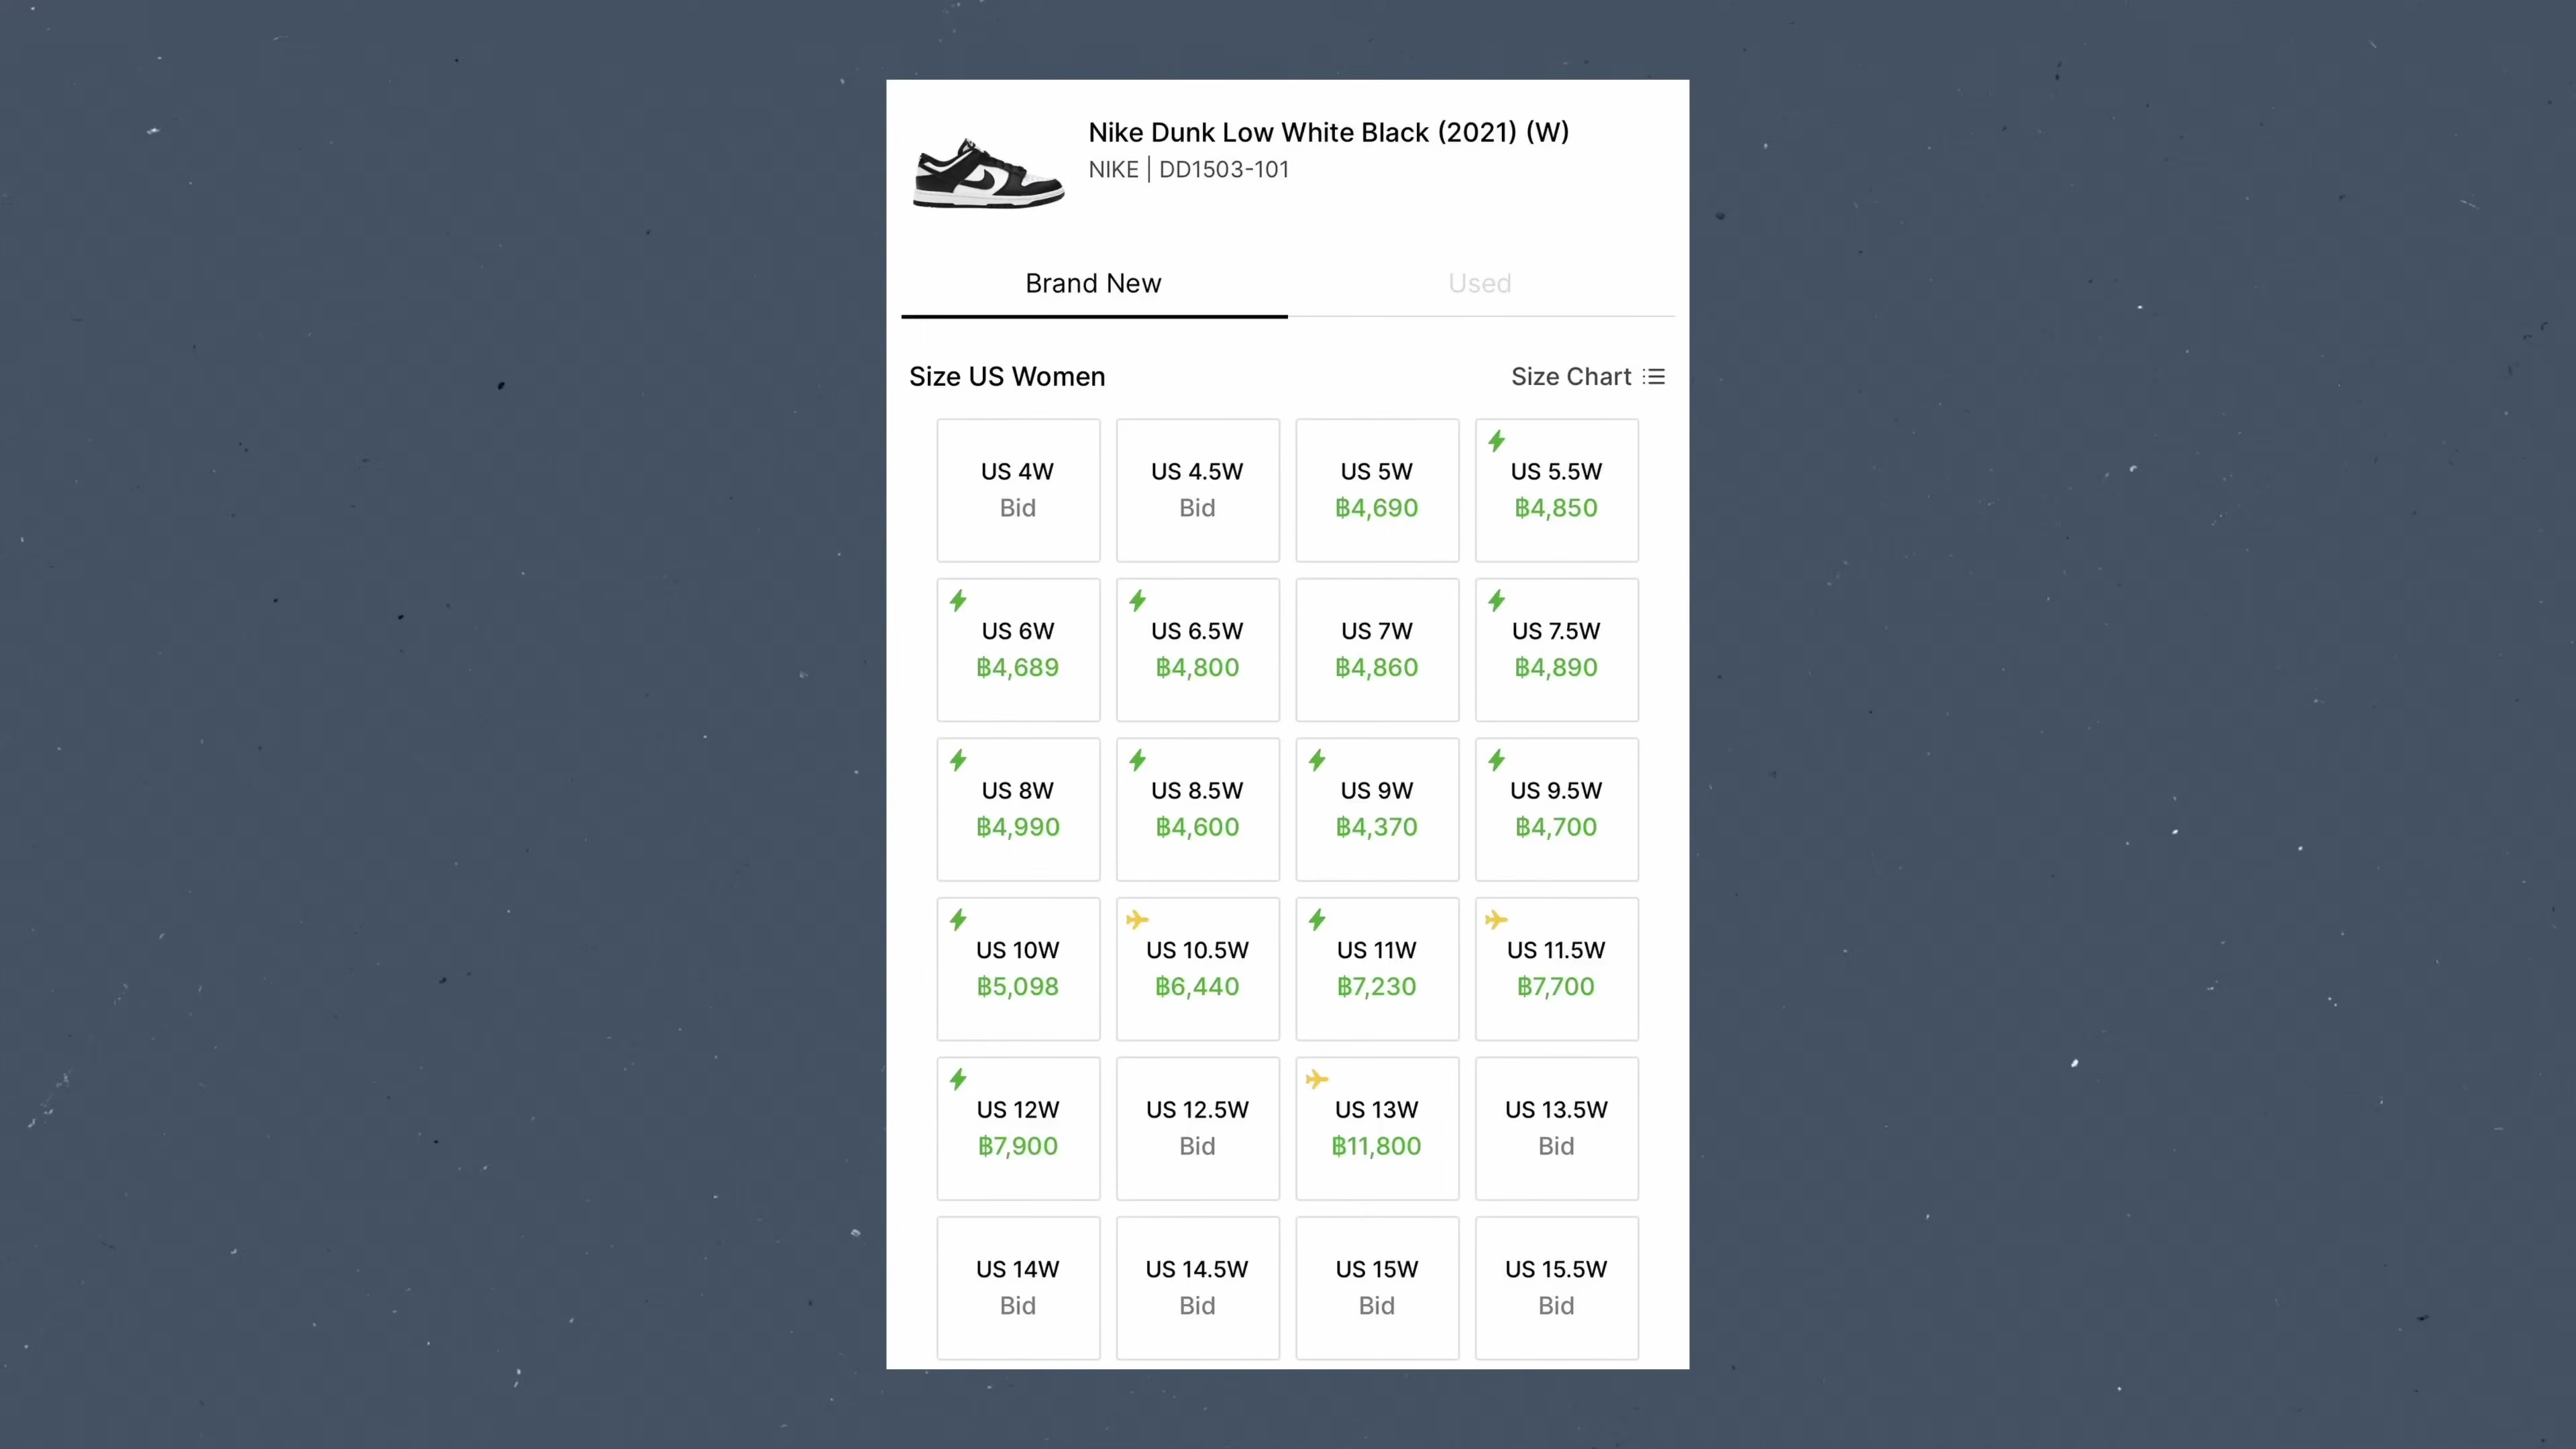 Nike Dunk Low White Black (2021) (W)
NIKE | DD1503-101
Brand New
Used
Size US Women
Size Chart
US 4W
Bid
US 4.5W
Bid
US 5W
฿4,690
US 5.5W
฿4,850
US 6W
฿4,689
US 6.5W
฿4,800
US 7W
฿4,860
US 7.5W
฿4,890
US 8W
฿4,990
US 8.5W
฿4,600
US 9W
฿4,370
US 9.5W
฿4,700
US 10W
฿5,098
US 10.5W
฿6,440
US 11W
฿7,230
US 11.5W
฿7,700
US 12W
฿7,900
US 12.5W
Bid
US 13W
฿11,800
US 13.5W
Bid
US 14W
Bid
US 14.5W
Bid
US 15W
Bid
US 15.5W
Bid